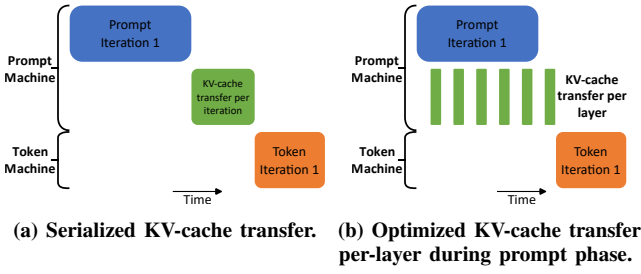 Prompt
Machine
Prompt
Iteration 1
KV-cache
transfer per
iteration
Token
Machine
Token
Iteration 1
Time
(a) Serialized KV-cache transfer.
Prompt
Machine
Prompt
Iteration 1
KV-cache
transfer per
layer
Token
Machine
Token
Iteration 1
Time
(b) Optimized KV-cache transfer
per-layer during prompt phase.